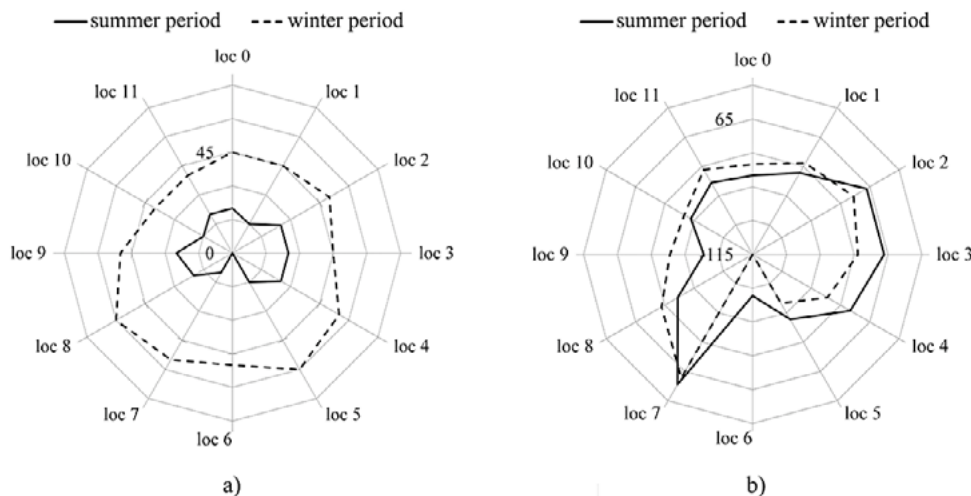 summer period winter period
loc 0
loc 1
loc 2
loc 3
loc 4
loc 5
loc 6
loc 7
loc 8
loc 9
loc 10
loc 11
45
0
a)
summer period winter period
loc 0
loc 1
loc 2
loc 3
loc 4
loc 5
loc 6
loc 7
loc 8
loc 9
loc 10
loc 11
65
115
b)